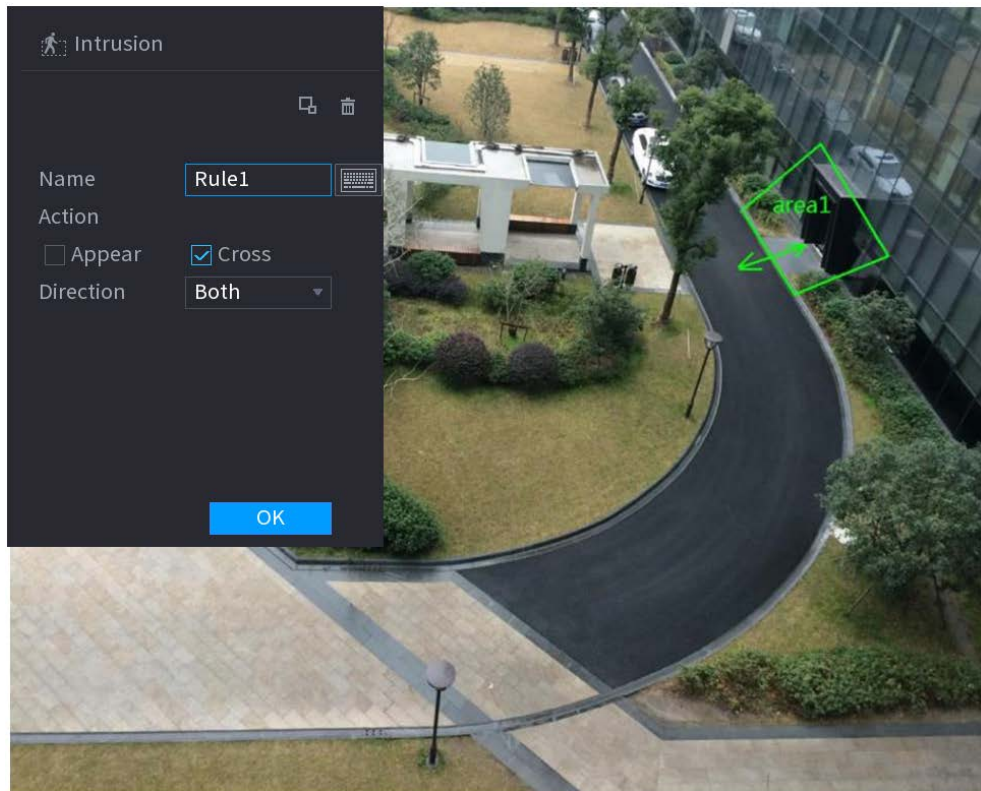 Intrusion
Name Rule1
Action
Appear Cross
Direction Both
OK
area1